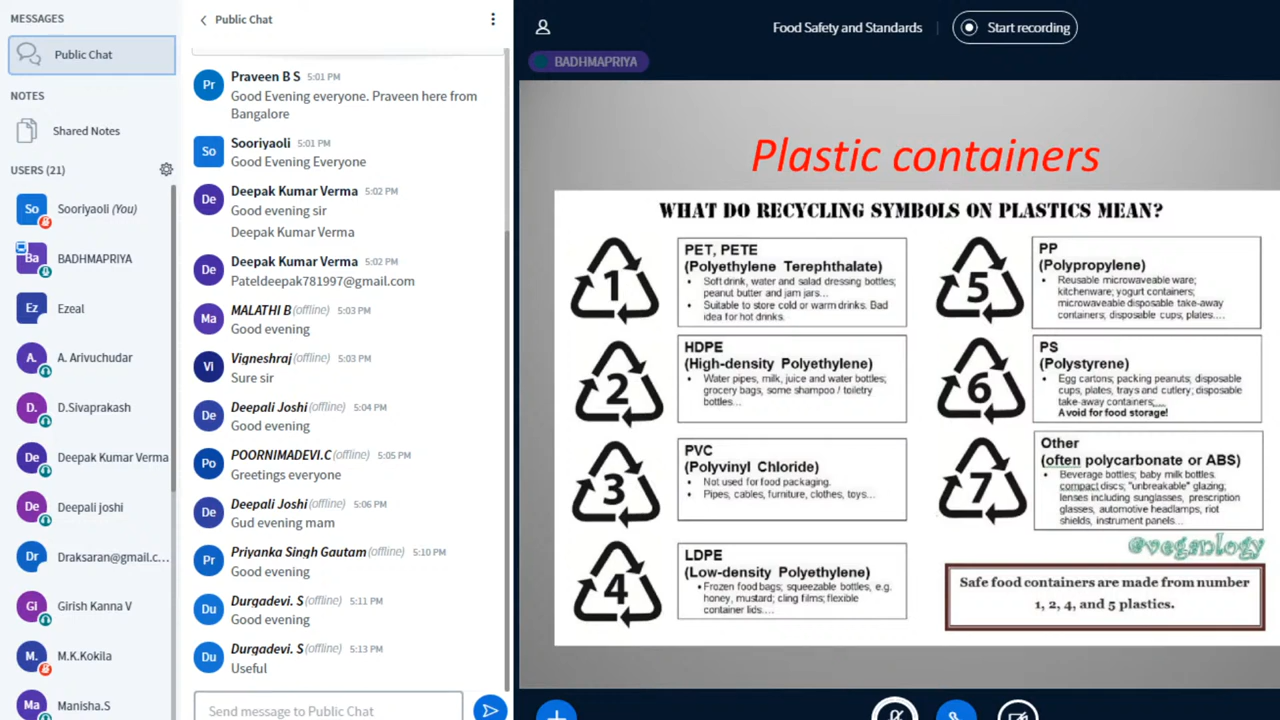 MESSAGES
Public Chat
NOTES
Shared Notes
USERS (21)
So
Sooriyaoli (You)
Ba
BADHMAPRIYA
Ez
Ezeal
A.
A. Arivuchudar
D.
D.Sivaprakash
De
Deepak Kumar Verma
De
Deepali joshi
Dr
Draksaran@gmail.c...
GI
Girish Kanna V
M.
M.K.Kokila
Ma
Manisha.S
Public Chat
Pr
Praveen B S 5:01 PM
Good Evening everyone. Praveen here from
Bangalore
So
Sooriyaoli 5:01 PM
Good Evening Everyone
De
Deepak Kumar Verma 5:02 PM
Good evening sir
Deepak Kumar Verma
De
Deepak Kumar Verma 5:02 PM
Pateldeepak781997@gmail.com
Ma
MALATHI B(offline) 5:03 PM
Good evening
Vi
Vigneshraj(offline) 5:03 PM
Sure sir
De
Deepali Joshi(offline) 5:04 PM
Good evening
Po
POORNIMADEVI.C(offline) 5:05 PM
Greetings everyone
De
Deepali Joshi(offline) 5:06 PM
Gud evening mam
Pr
Priyanka Singh Gautam(offline) 5:10 PM
Good evening
Du
Durgadevi. S(offline) 5:11 PM
Good evening
Du
Durgadevi. S(offline) 5:13 PM
Useful
Send message to Public Chat
Food Safety and Standards
Start recording
BADHMAPRIYA
Plastic containers
WHAT DO RECYCLING SYMBOLS ON PLASTICS MEAN?
1
PET, PETE
(Polyethylene Terephthalate)
• Soft drink, water and salad dressing bottles;
peanut butter and jam jars...
• Suitable to store cold or warm drinks. Bad
idea for hot drinks.
2
HDPE
(High-density Polyethylene)
• Water pipes, milk, juice and water bottles;
grocery bags, some shampoo / toiletry
bottles...
3
PVC
(Polyvinyl Chloride)
• Not used for food packaging.
• Pipes, cables, furniture, clothes, toys...
4
LDPE
(Low-density Polyethylene)
• Frozen food bags; squeezable bottles, e.g.
honey, mustard; cling films; flexible
container lids....
5
PP
(Polypropylene)
• Reusable microwaveable ware;
kitchenware; yogurt containers;
microwaveable disposable take-away
containers; disposable cups; plates....
6
PS
(Polystyrene)
• Egg cartons; packing peanuts; disposable
cups, plates, trays and cutlery; disposable
take-away containers;...
Avoid for food storage!
7
Other
(often polycarbonate or ABS)
• Beverage bottles; baby milk bottles.
compact discs; "unbreakable" glazing;
lenses including sunglasses, prescription
glasses, automotive headlamps, riot
shields, instrument panels...
@veganlogy
Safe food containers are made from number
1, 2, 4, and 5 plastics.